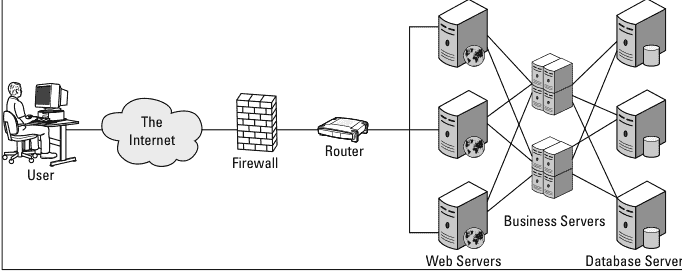 User
The
Internet
Firewall
Router
Web Servers
Business Servers
Database Server